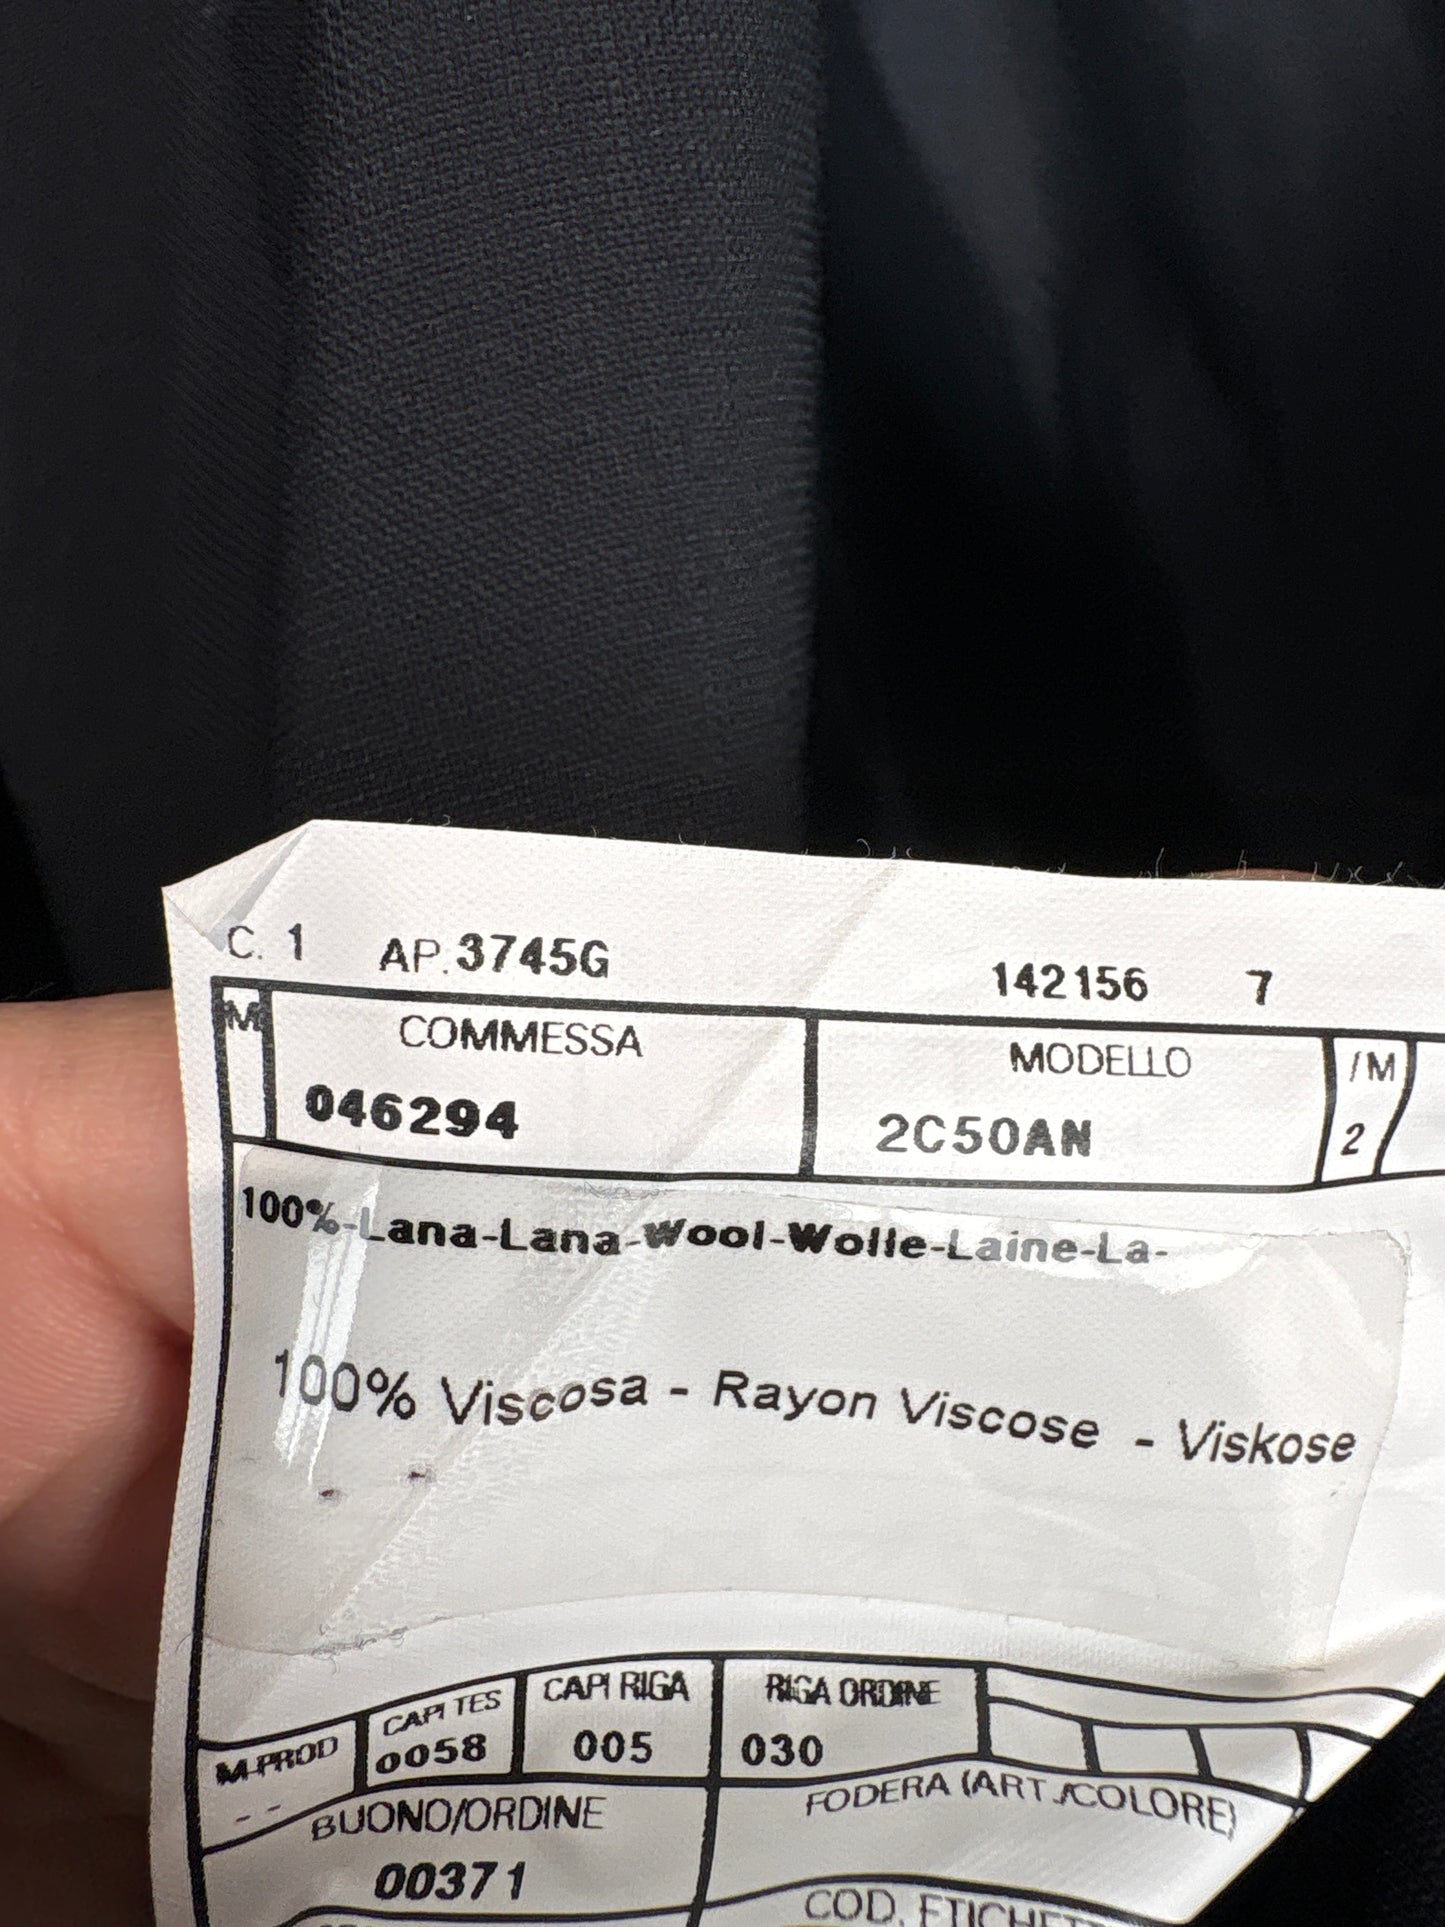 C. 1 AP. 3745G 142156 7
M COMMESSA MODELLO /M
046294 2C50AN 2
100%-Lana-Lana-Wool-Wolle-Laine-La-
100% Viscosa - Rayon Viscose - Viskose
M-PROD CAPI TES CAPI RIGA RIGA ORDINE
-- 0058 005 030
BUONO/ORDINE FODERA (ART./COLORE)
00371
COD. ETICHET